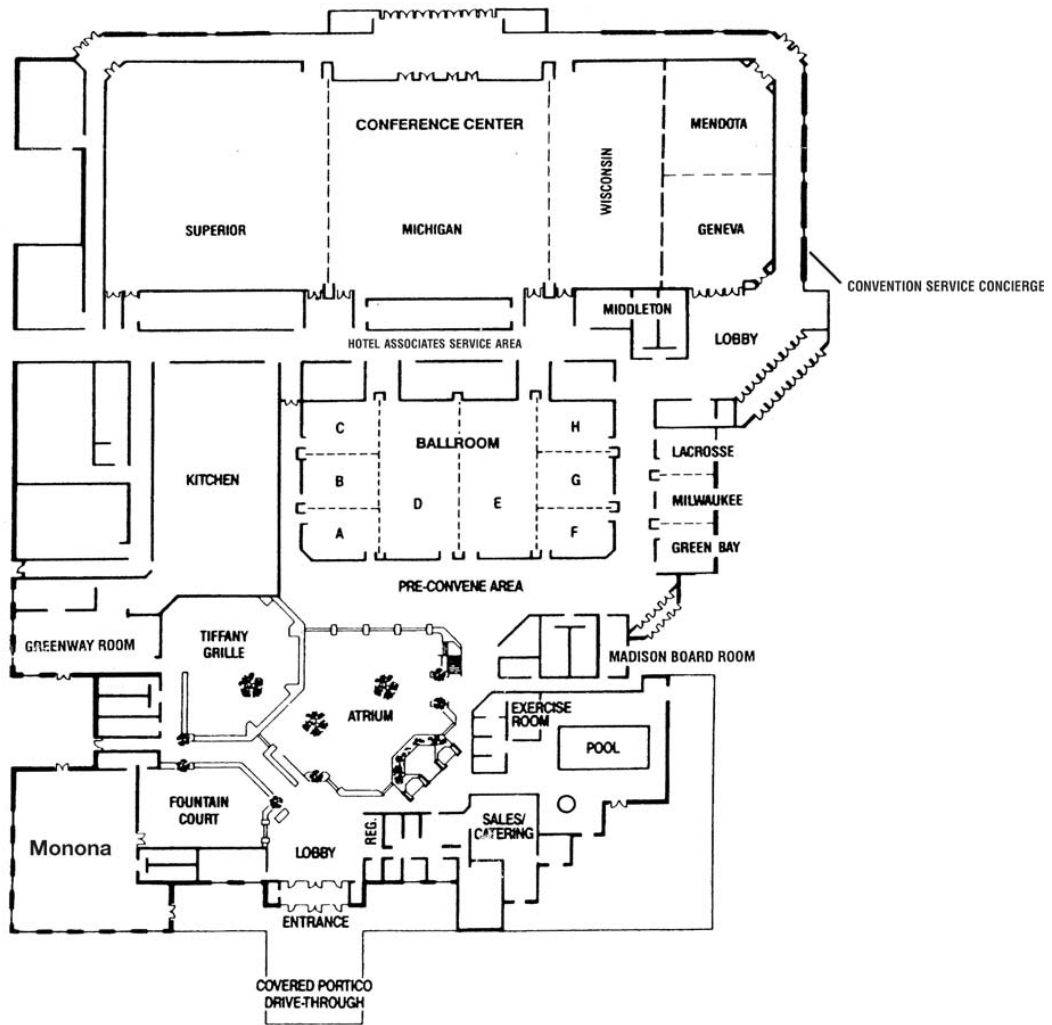 CONFERENCE CENTER
MENDOTA
WISCONSIN
SUPERIOR
MICHIGAN
GENEVA
CONVENTION SERVICE CONCIERGE
MIDDLETON
LOBBY
HOTEL ASSOCIATES SERVICE AREA
C
H
BALLROOM
LACROSSE
KITCHEN
B
G
D
E
MILWAUKEE
A
F
GREEN BAY
PRE-CONVENE AREA
GREENWAY ROOM
TIFFANY
GRILLE
MADISON BOARD ROOM
ATRIUM
EXERCISE
ROOM
POOL
FOUNTAIN
COURT
REG.
SALES/
CATERING
Monona
LOBBY
ENTRANCE
COVERED PORTICO
DRIVE-THROUGH